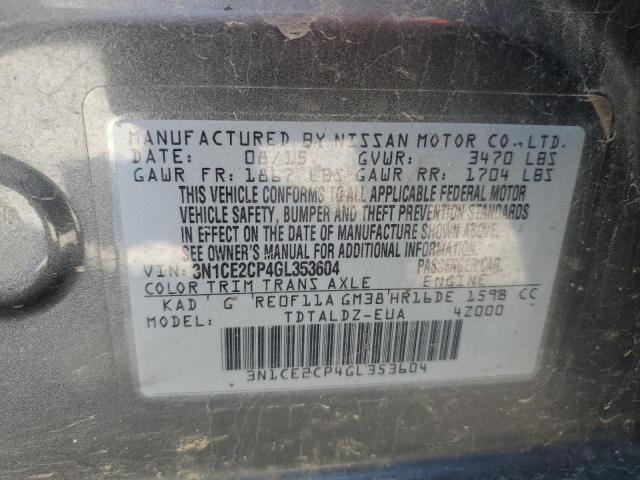 MANUFACTURED BY NISSAN MOTOR CO.,LTD.
DATE: 08/15 GVWR: 3470 LBS
GAWR FR: 1867 LBS GAWR RR: 1704 LBS
THIS VEHICLE CONFORMS TO ALL APPLICABLE FEDERAL MOTOR
VEHICLE SAFETY, BUMPER AND THEFT PREVENTION STANDARDS
IN EFFECT ON THE DATE OF MANUFACTURE SHOWN ABOVE.
SEE OWNER'S MANUAL FOR ADDITIONAL INFORMATION.
VIN: 3N1CE2CP4GL353604 PASSENGER CAR
COLOR TRIM TRANS AXLE ENGINE
KAD G RE0F11A GM38 HR16DE 1598 CC
MODEL: TDTALDZ-EUA 4Z000
3N1CE2CP4GL353604